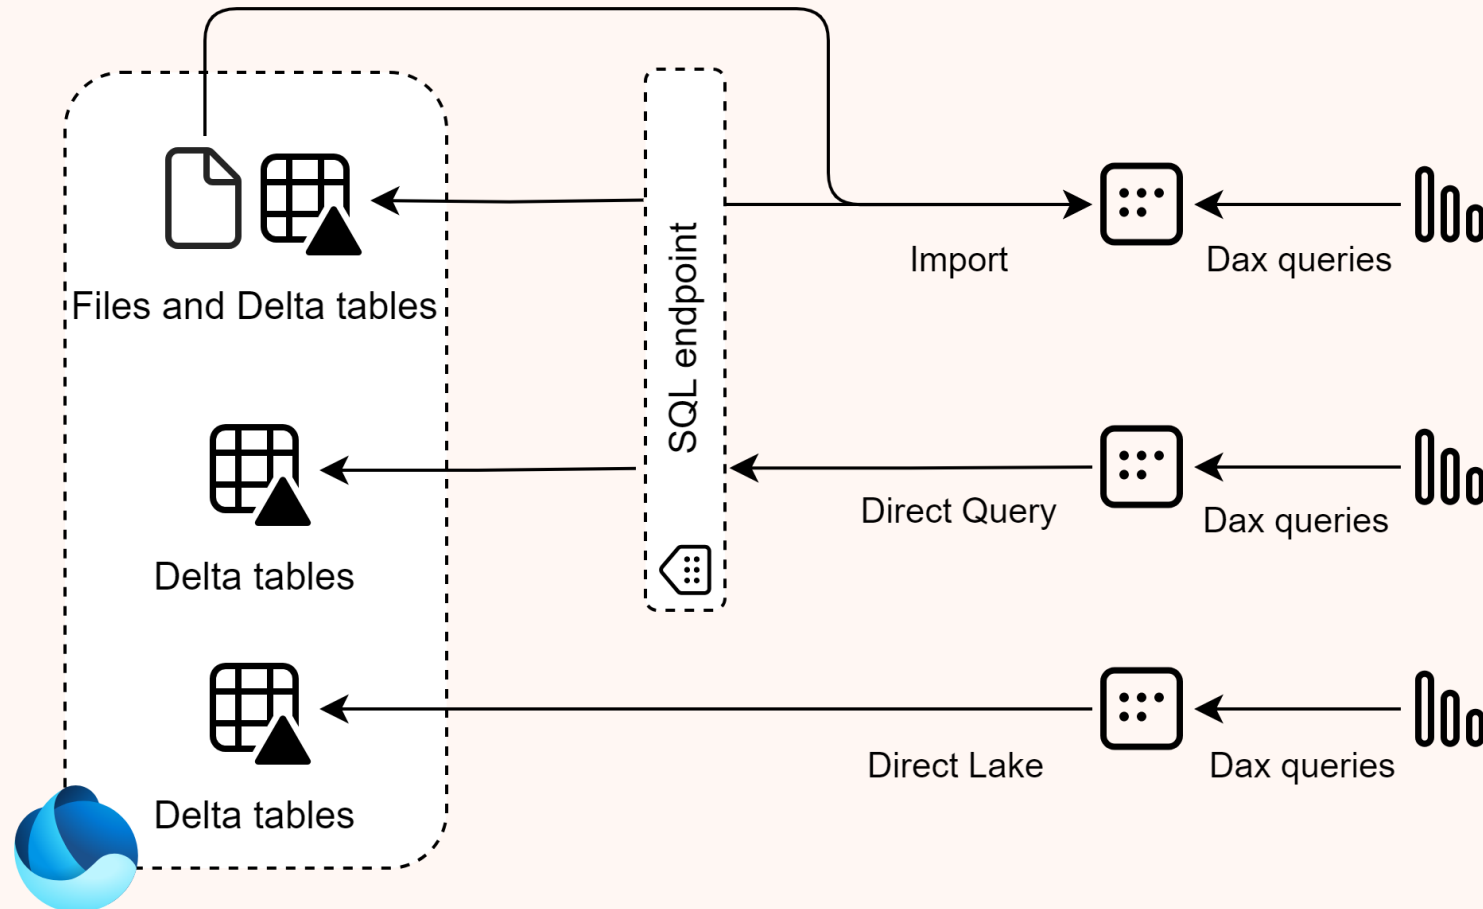 Files and Delta tables
SQL endpoint
Import
Dax queries
Direct Query
Dax queries
Delta tables
Direct Lake
Dax queries
Delta tables